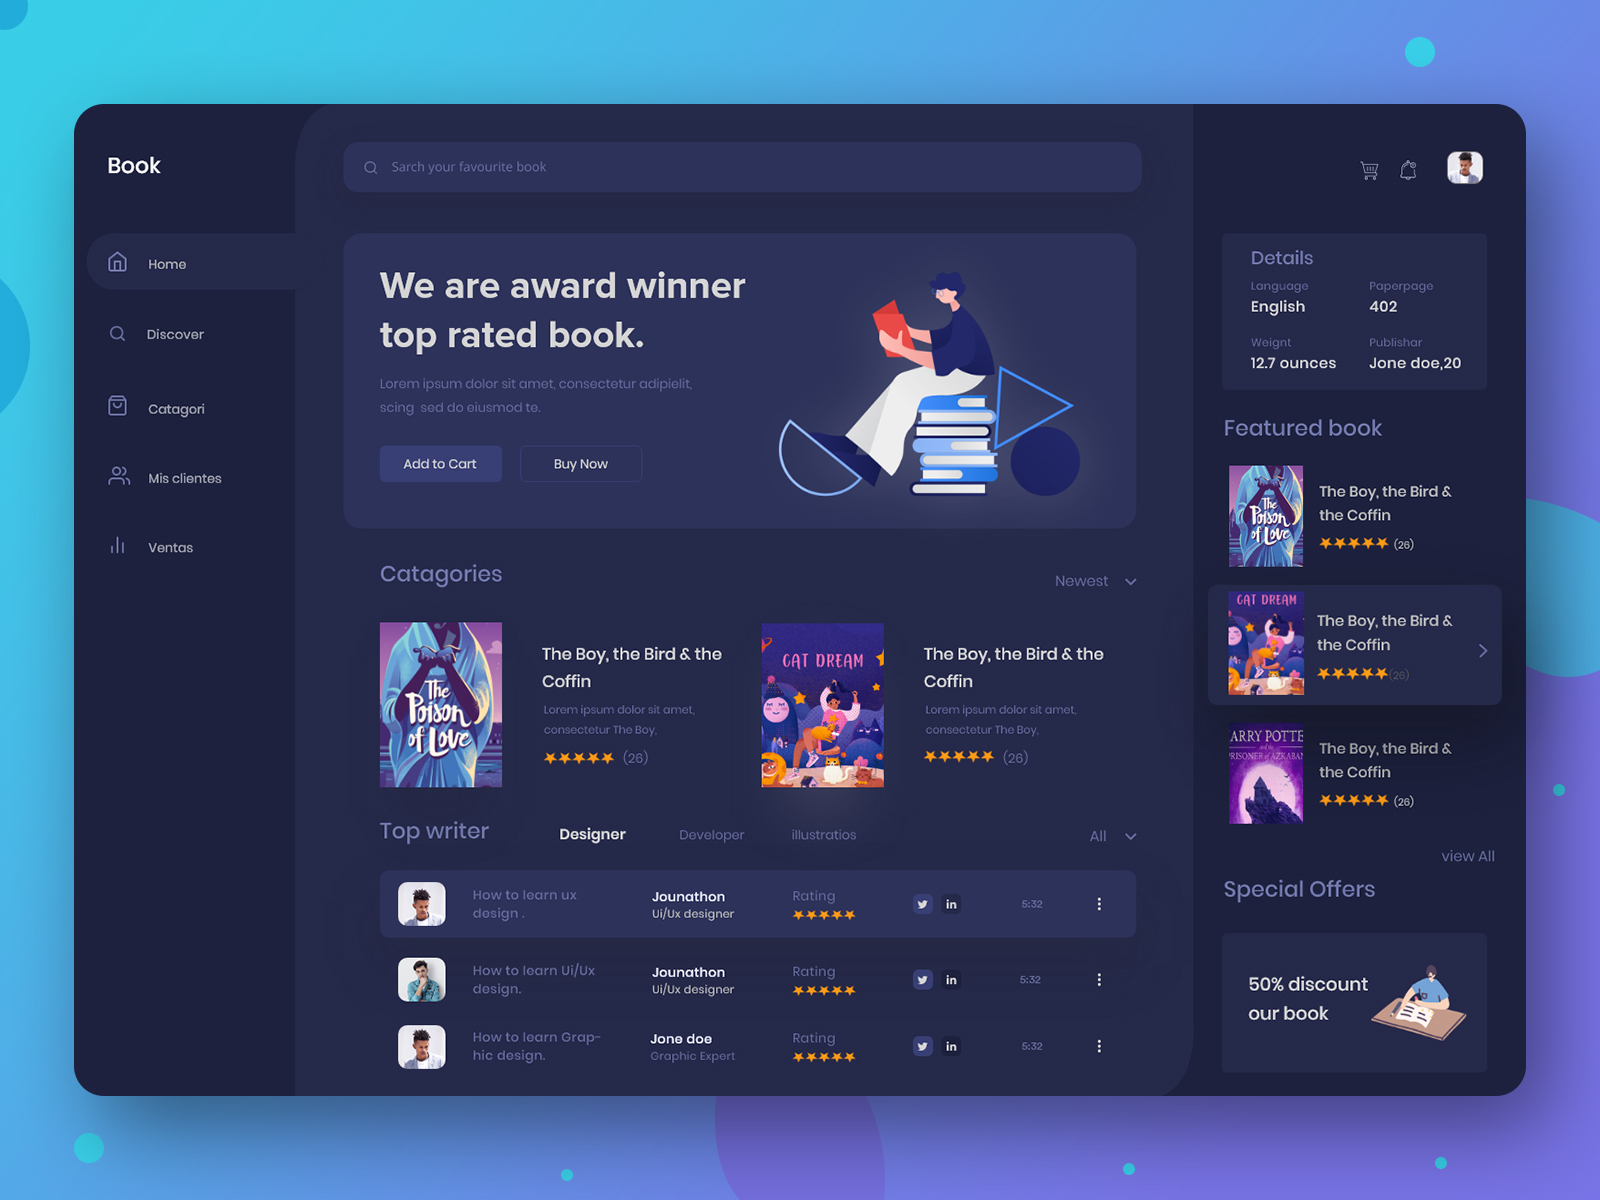 Book
Home
Discover
Catagori
Mis clientes
Ventas
Sarch your favourite book
We are award winner
top rated book.
Lorem ipsum dolor sit amet, consectetur adipielit,
scing sed do eiusmod te.
Add to Cart
Buy Now
Catagories
Newest
The Poison of Love
The Boy, the Bird & the
Coffin
Lorem ipsum dolor sit amet,
consectetur The Boy,
(26)
CAT DREAM
The Boy, the Bird & the
Coffin
Lorem ipsum dolor sit amet,
consectetur The Boy,
(26)
Top writer
Designer
Developer
illustratios
All
How to learn ux
design .
Jounathon
Ui/Ux designer
Rating
in
5:32
How to learn Ui/Ux
design.
Jounathon
Ui/Ux designer
Rating
in
5:32
How to learn Grap-
hic design.
Jone doe
Graphic Expert
Rating
in
5:32
Details
Language
English
Paperpage
402
Weignt
12.7 ounces
Publishar
Jone doe,20
Featured book
The Poison of Love
The Boy, the Bird &
the Coffin
(26)
CAT DREAM
The Boy, the Bird &
the Coffin
(26)
ARRY POTTE
and the
RISONER of AZKABAN
The Boy, the Bird &
the Coffin
(26)
view All
Special Offers
50% discount
our book